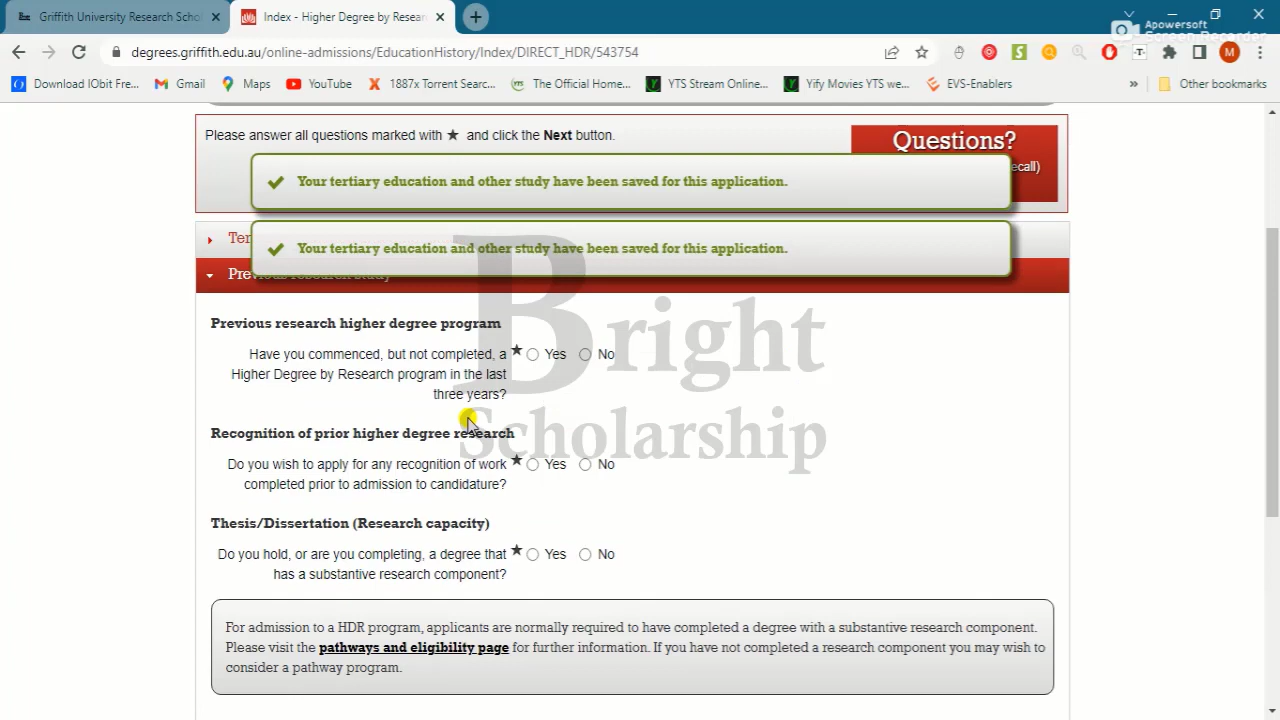 Griffith University Research Schol
Index - Higher Degree by Resear
Apowersoft
Screen Recorder
degrees.griffith.edu.au/online-admissions/EducationHistory/Index/DIRECT_HDR/543754
M
Download IObit Fre...
Gmail
Maps
YouTube
1887x Torrent Searc...
The Official Home...
YTS Stream Online...
Yify Movies YTS we...
EVS-Enablers
»
Other bookmarks
Please answer all questions marked with ★ and click the Next button.
Questions?
ecall)
Your tertiary education and other study have been saved for this application.
Ter
Your tertiary education and other study have been saved for this application.
Previous research study
Bright
Scholarship
Previous research higher degree program
Have you commenced, but not completed, a ★ Yes No
Higher Degree by Research program in the last
three years?
Recognition of prior higher degree research
Do you wish to apply for any recognition of work ★ Yes No
completed prior to admission to candidature?
Thesis/Dissertation (Research capacity)
Do you hold, or are you completing, a degree that ★ Yes No
has a substantive research component?
For admission to a HDR program, applicants are normally required to have completed a degree with a substantive research component.
Please visit the pathways and eligibility page for further information. If you have not completed a research component you may wish to
consider a pathway program.